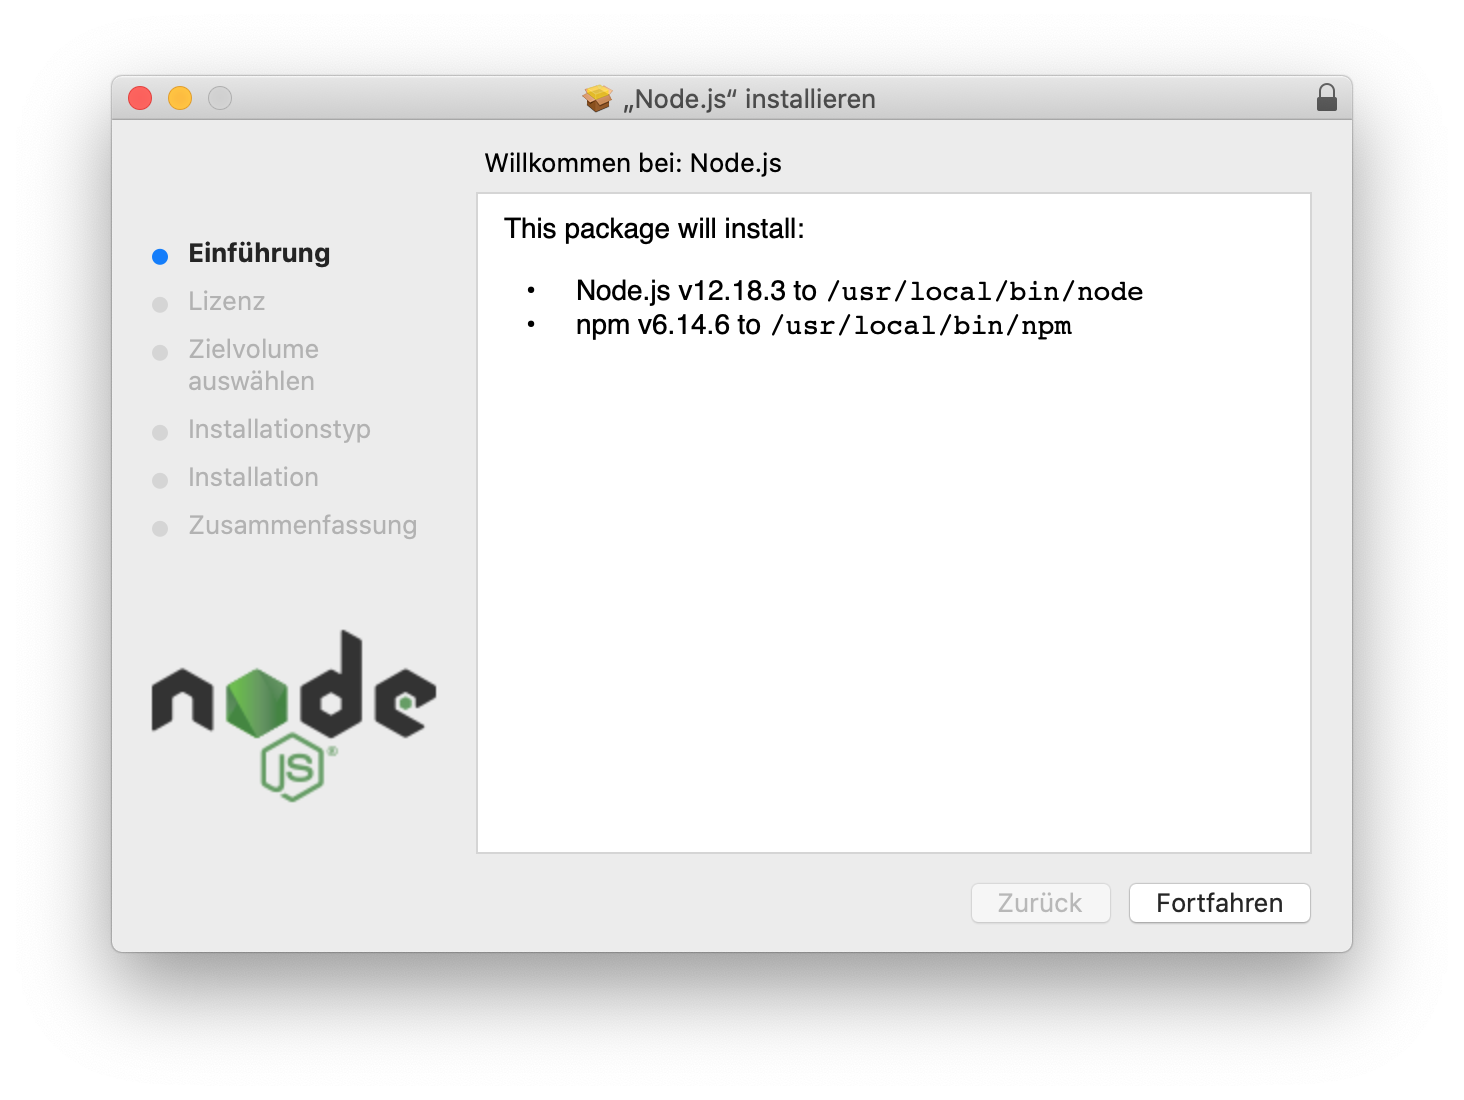 „Node.js“ installieren
Willkommen bei: Node.js
Einführung
Lizenz
Zielvolume
auswählen
Installationstyp
Installation
Zusammenfassung
This package will install:
• Node.js v12.18.3 to /usr/local/bin/node
• npm v6.14.6 to /usr/local/bin/npm
node
JS®
Zurück
Fortfahren